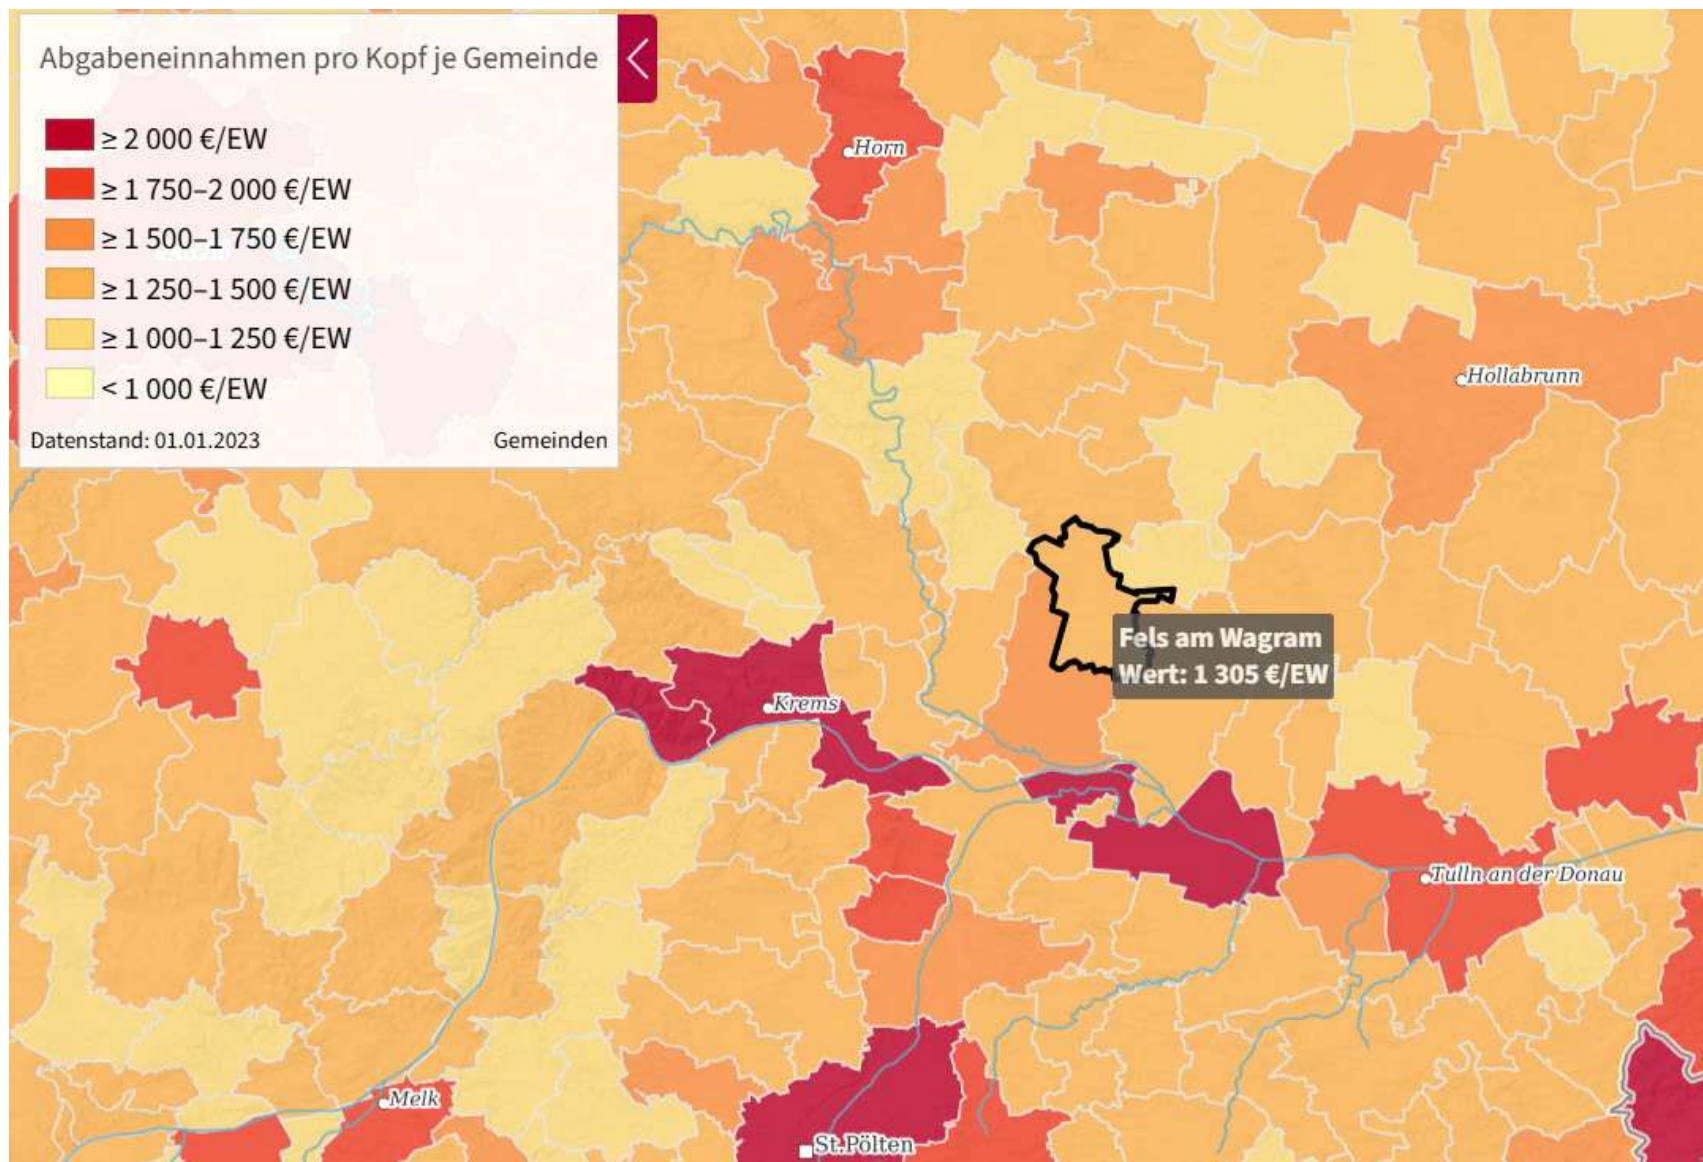 Abgabeneinnahmen pro Kopf je Gemeinde
≥ 2 000 €/EW
≥ 1 750–2 000 €/EW
≥ 1 500–1 750 €/EW
≥ 1 250–1 500 €/EW
≥ 1 000–1 250 €/EW
< 1 000 €/EW
Datenstand: 01.01.2023
Gemeinden
Horn
Hollabrunn
Fels am Wagram
Wert: 1 305 €/EW
Krems
Tulln an der Donau
Melk
St.Pölten